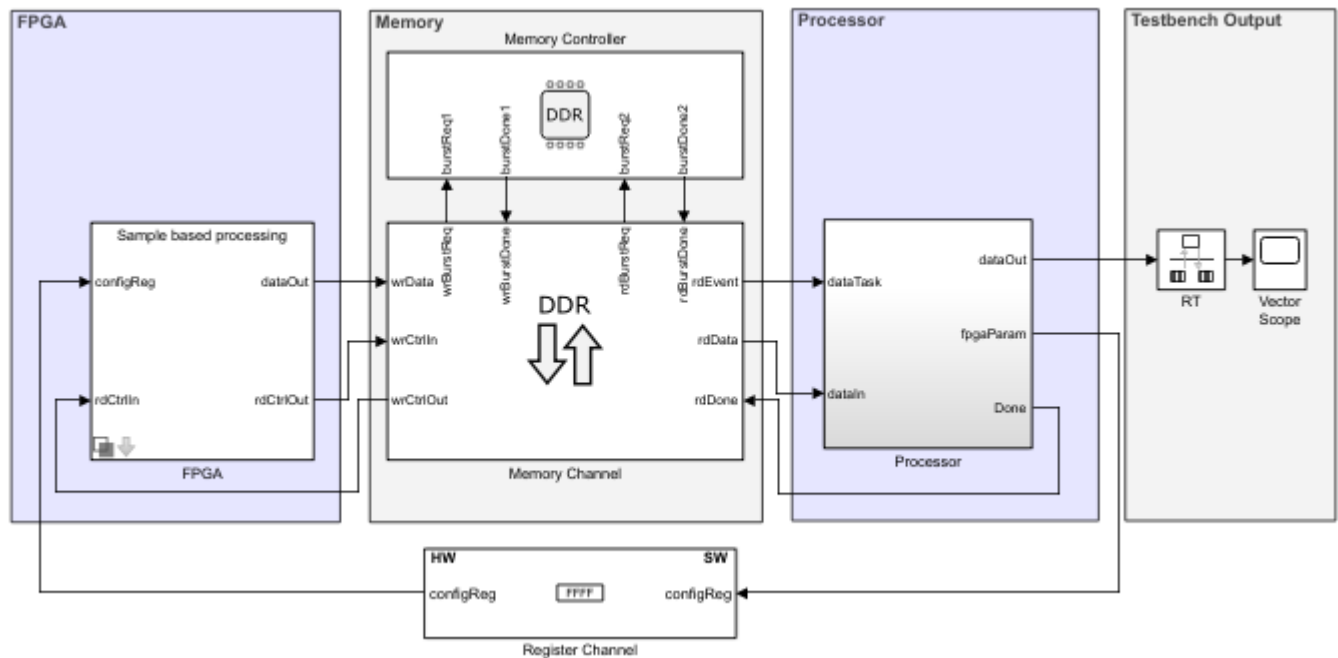 FPGA
Memory
Processor
Testbench Output
Memory Controller
DDR
burstReq1
burstDone1
burstReq2
burstDone2
wrBurstReq
wrBurstDone
rdBurstReq
rdBurstDone
Sample based processing
configReg
dataOut
rdCtrlIn
rdCtrlOut
FPGA
wrData
wrCtrlIn
wrCtrlOut
DDR
rdEvent
rdData
rdDone
Memory Channel
dataTask
dataIn
dataOut
fpgaParam
Done
Processor
RT
Vector
Scope
HW
SW
configReg
FFFF
configReg
Register Channel